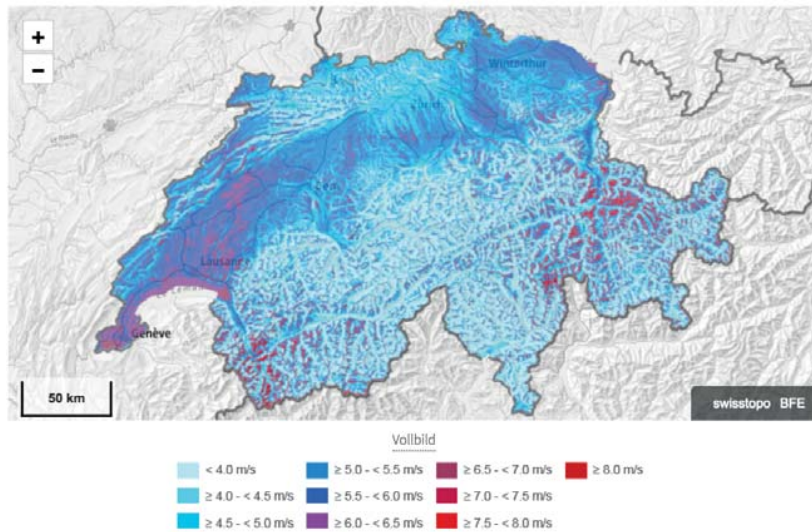 +
Winterthur
Zürich
Bern
Lausanne
Genève
−
50 km
swisstopo BFE
Vollbild
< 4.0 m/s
≥ 4.0 - < 4.5 m/s
≥ 4.5 - < 5.0 m/s
≥ 5.0 - < 5.5 m/s
≥ 5.5 - < 6.0 m/s
≥ 6.0 - < 6.5 m/s
≥ 6.5 - < 7.0 m/s
≥ 7.0 - < 7.5 m/s
≥ 7.5 - < 8.0 m/s
≥ 8.0 m/s